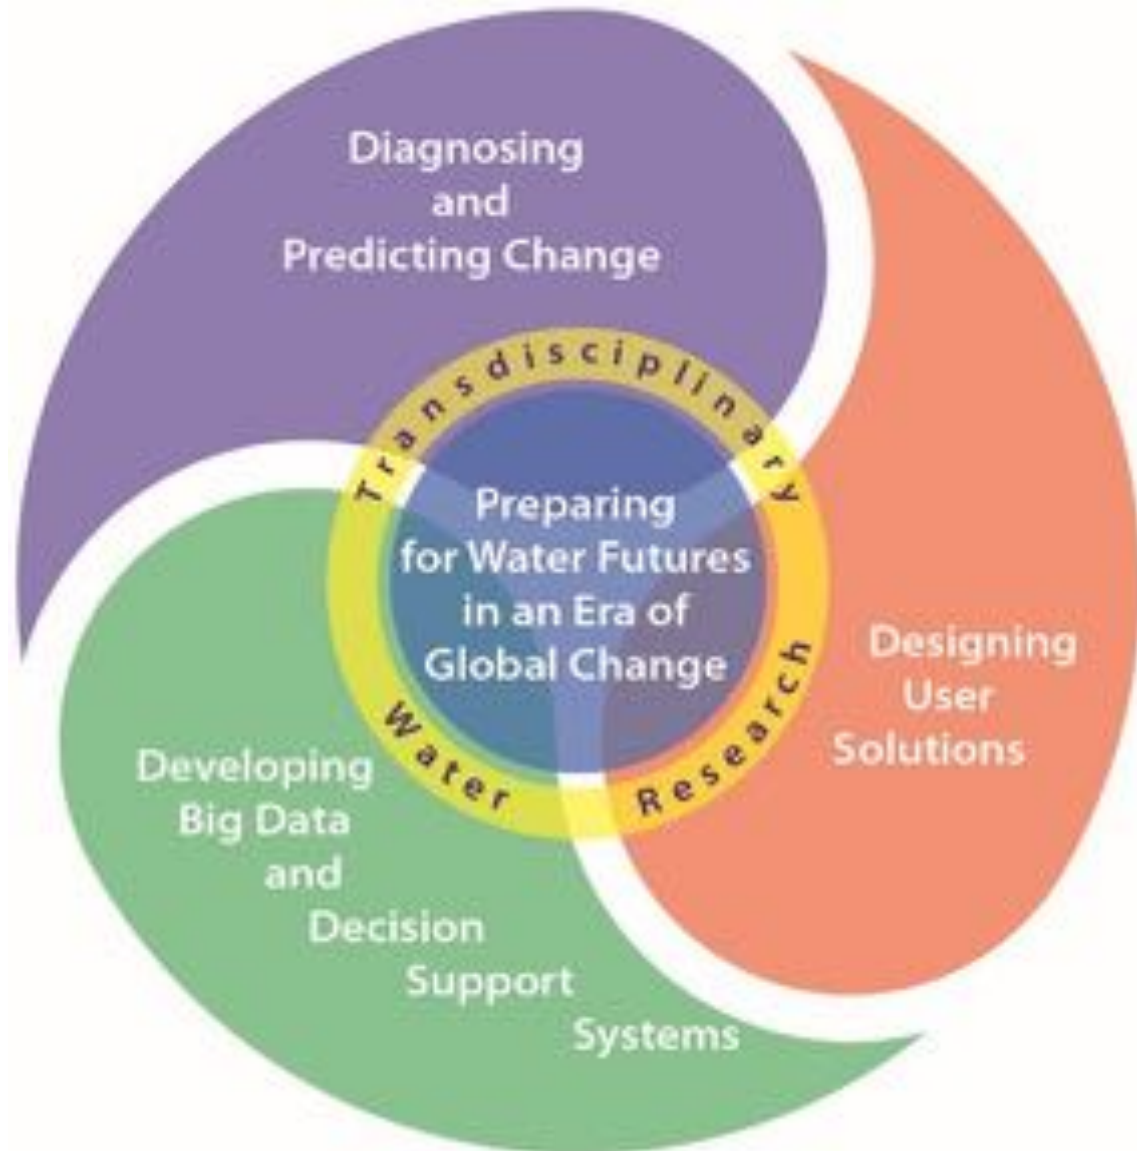 Diagnosing
and
Predicting Change
Transdisciplinary
Preparing
for Water Futures
in an Era of
Global Change
Water Research
Designing
User
Solutions
Developing
Big Data
and
Decision
Support
Systems